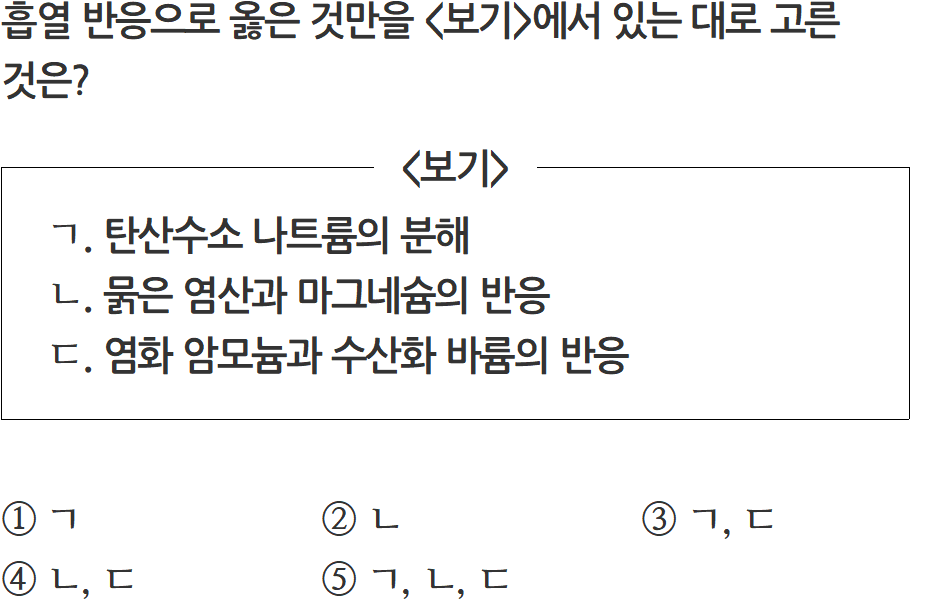 흡열 반응으로 옳은 것만을 <보기>에서 있는 대로 고른
것은?
<보기>
ㄱ. 탄산수소 나트륨의 분해
ㄴ. 묽은 염산과 마그네슘의 반응
ㄷ. 염화 암모늄과 수산화 바륨의 반응
① ㄱ ② ㄴ ③ ㄱ, ㄷ
④ ㄴ, ㄷ ⑤ ㄱ, ㄴ, ㄷ